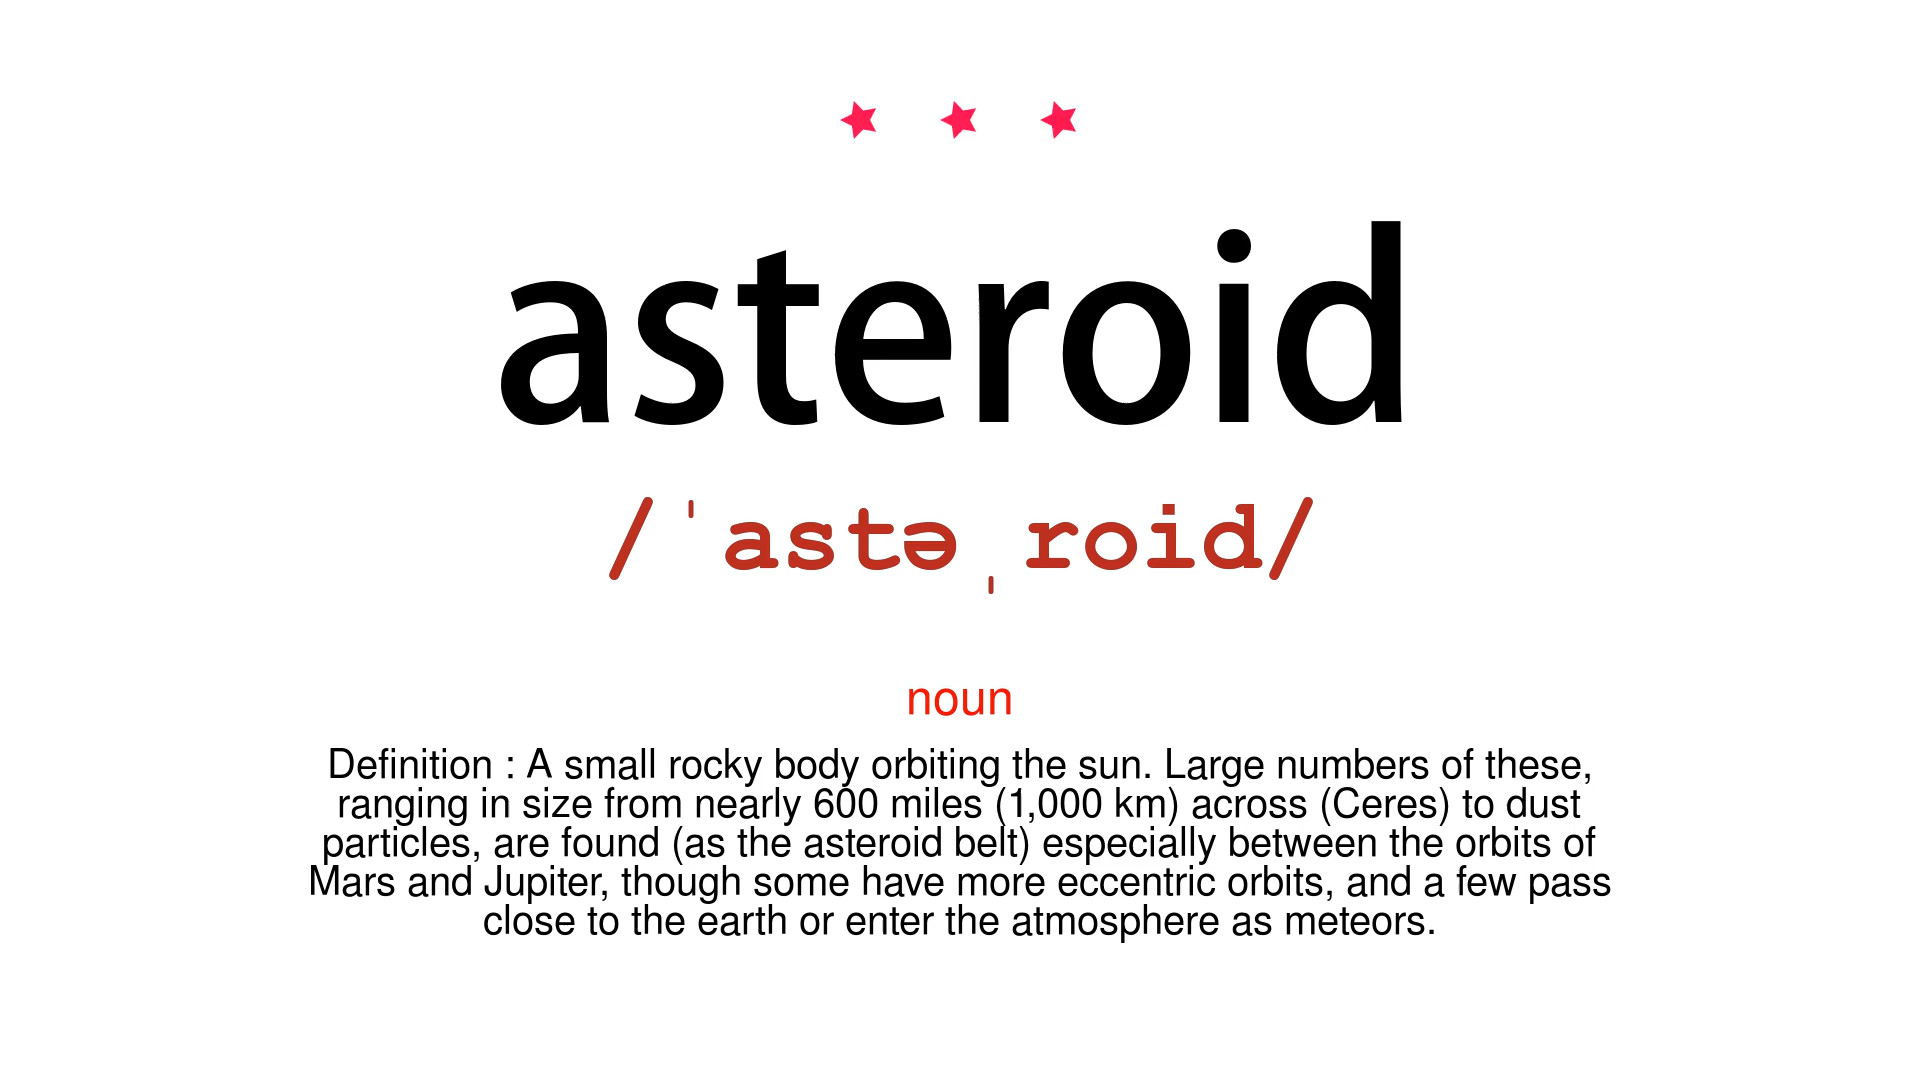 asteroid
/ˈastəˌroid/
noun
Definition : A small rocky body orbiting the sun. Large numbers of these,
ranging in size from nearly 600 miles (1,000 km) across (Ceres) to dust
particles, are found (as the asteroid belt) especially between the orbits of
Mars and Jupiter, though some have more eccentric orbits, and a few pass
close to the earth or enter the atmosphere as meteors.